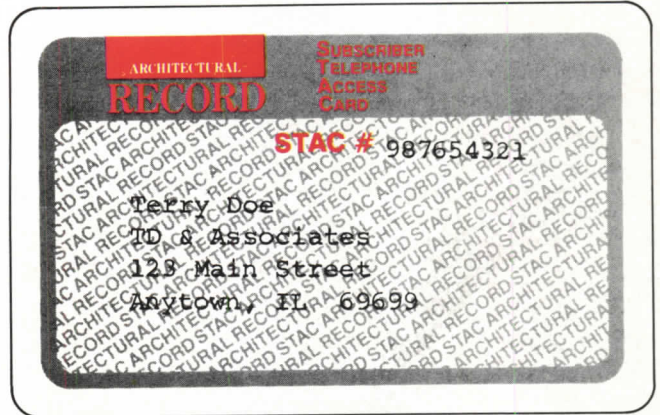 ARCHITECTURAL
RECORD
SUBSCRIBER
TELEPHONE
ACCESS
CARD
STAC # 987654321
Terry Doe
TD & Associates
123 Main Street
Anytown, IL 69699